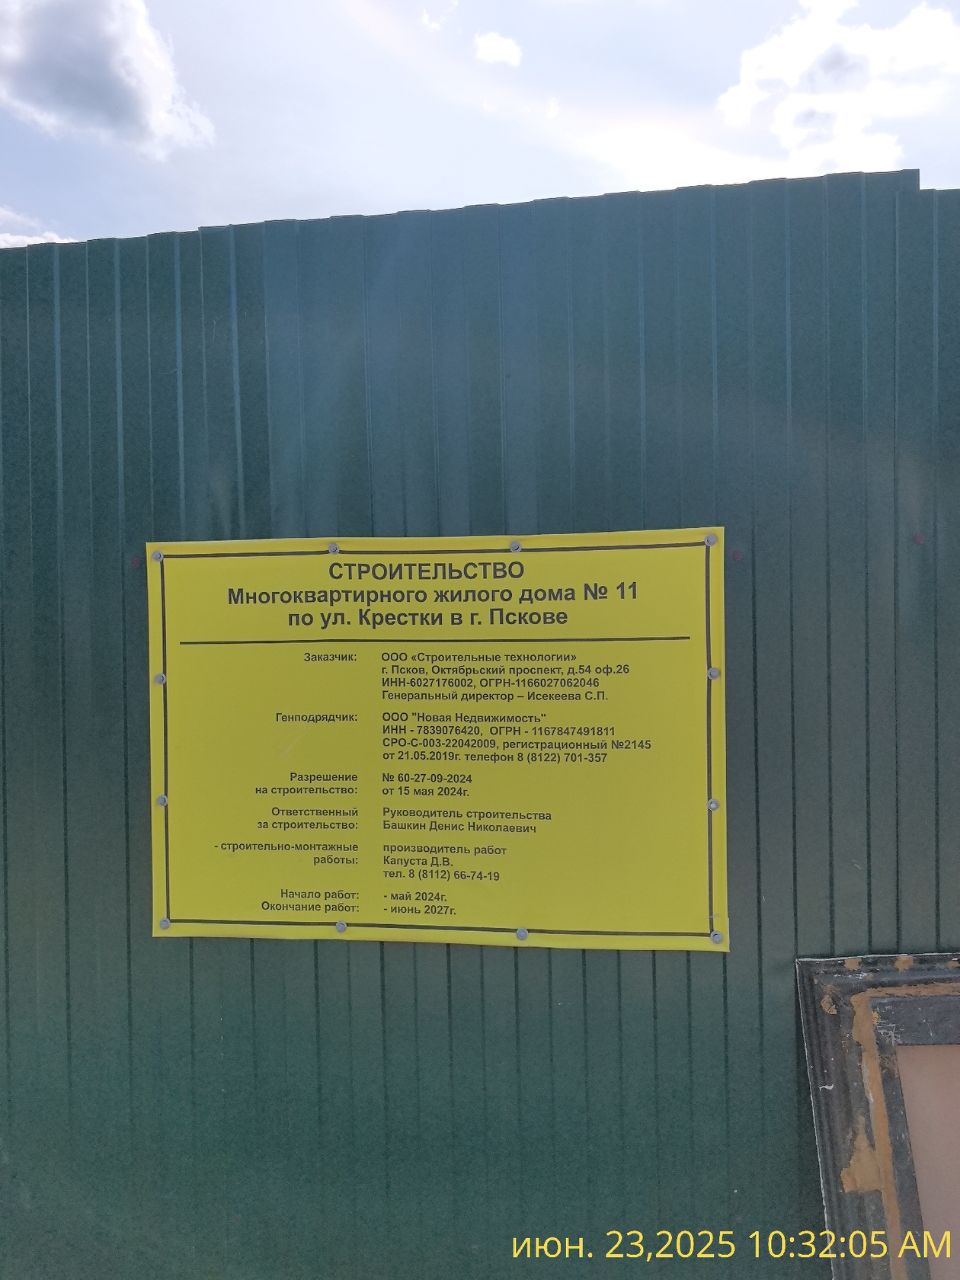 СТРОИТЕЛЬСТВО
Многоквартирного жилого дома № 11
по ул. Крестки в г. Пскове
Заказчик: ООО «Строительные технологии»
г. Псков, Октябрьский проспект, д.54 оф.26
ИНН-6027176002, ОГРН-1166027062046
Генеральный директор – Исекеева С.П.
Генподрядчик: ООО "Новая Недвижимость"
ИНН - 7839076420, ОГРН - 1167847491811
СРО-С-003-22042009, регистрационный №2145
от 21.05.2019г. телефон 8 (8122) 701-357
Разрешение № 60-27-09-2024
на строительство: от 15 мая 2024г.
Ответственный Руководитель строительства
за строительство: Башкин Денис Николаевич
- строительно-монтажные производитель работ
работы: Капуста Д.В.
тел. 8 (8112) 66-74-19
Начало работ: - май 2024г.
Окончание работ: - июнь 2027г.
июн. 23,2025 10:32:05 AM